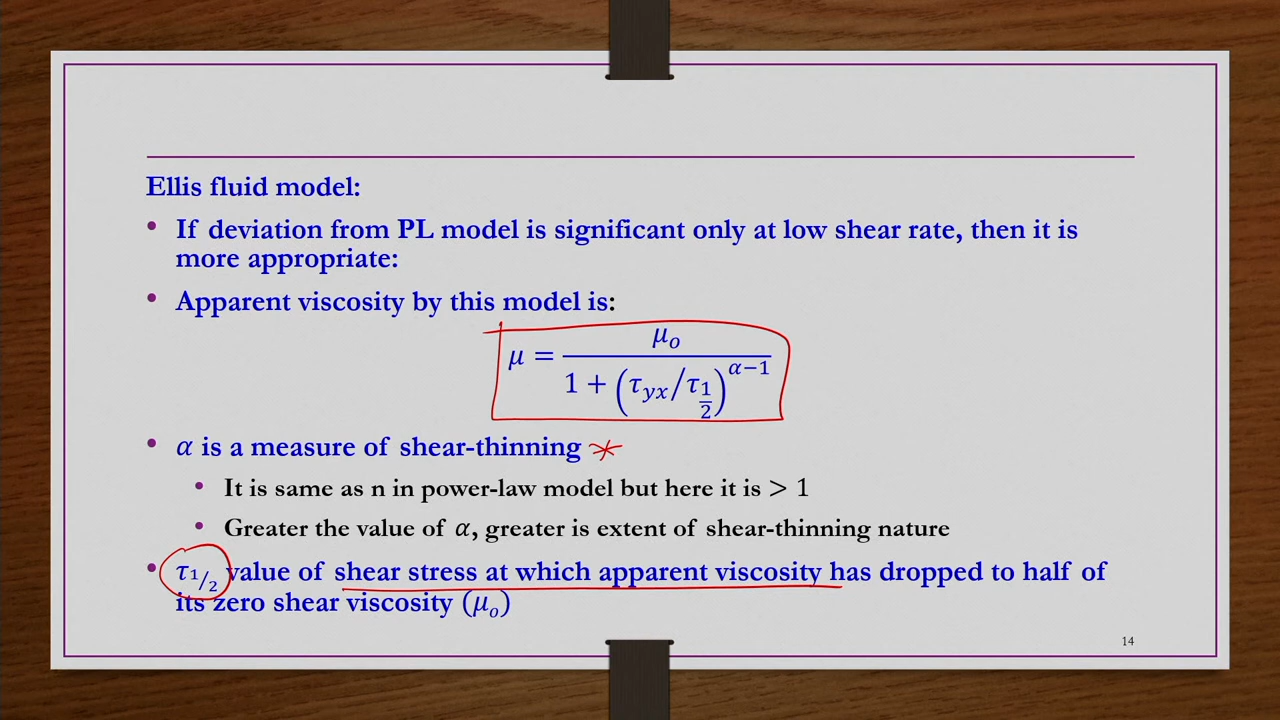 Ellis fluid model:
• If deviation from PL model is significant only at low shear rate, then it is
more appropriate:
• Apparent viscosity by this model is:
μ = μₒ / (1 + (τyx/τ1/2)^(α−1))
• α is a measure of shear-thinning
• It is same as n in power-law model but here it is > 1
• Greater the value of α, greater is extent of shear-thinning nature
• τ1/2 value of shear stress at which apparent viscosity has dropped to half of
its zero shear viscosity (μₒ)
14